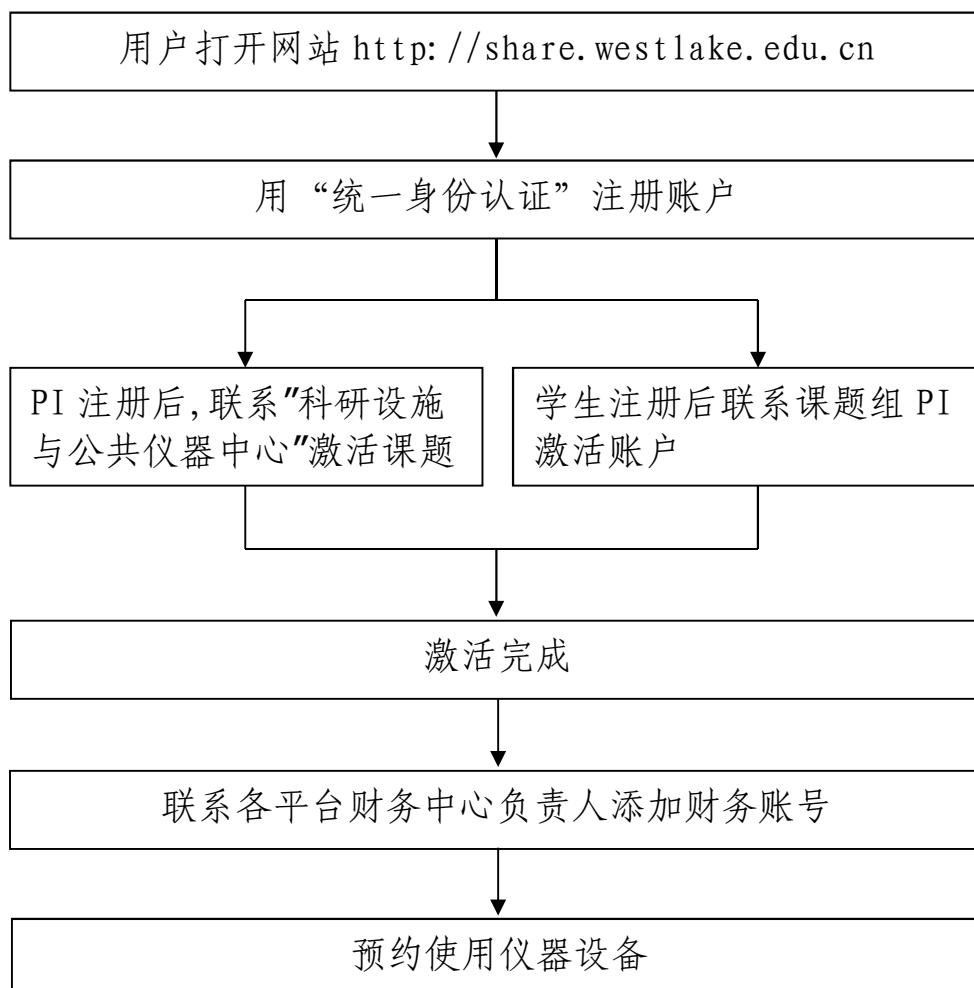 用户打开网站 http://share.westlake.edu.cn
用“统一身份认证”注册账户
PI 注册后,联系"科研设施
与公共仪器中心"激活课题
学生注册后联系课题组 PI
激活账户
激活完成
联系各平台财务中心负责人添加财务账号
预约使用仪器设备